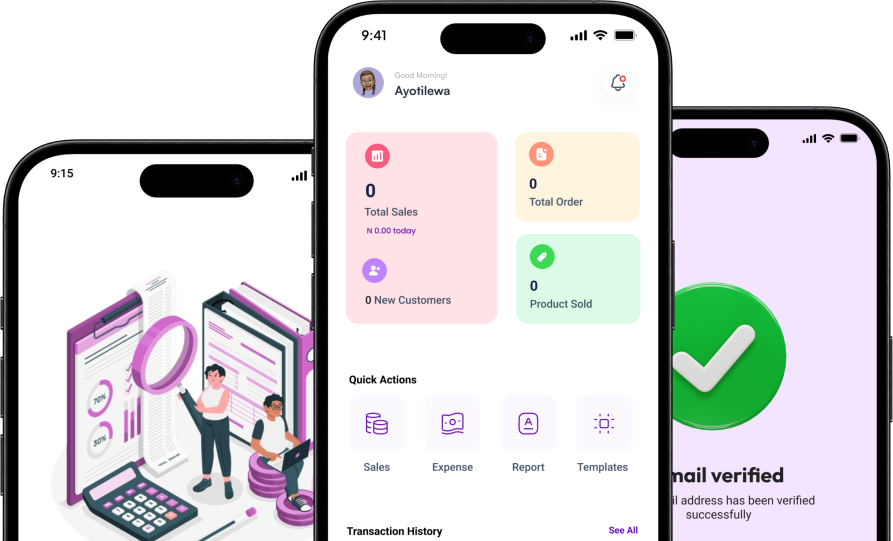 9:15
70%
30%
9:41
Good Morning!
Ayotilewa
0
Total Sales
N 0.00 today
0 New Customers
0
Total Order
0
Product Sold
Quick Actions
Sales
Expense
A
Report
Templates
Transaction History
See All
mail verified
il address has been verified
successfully